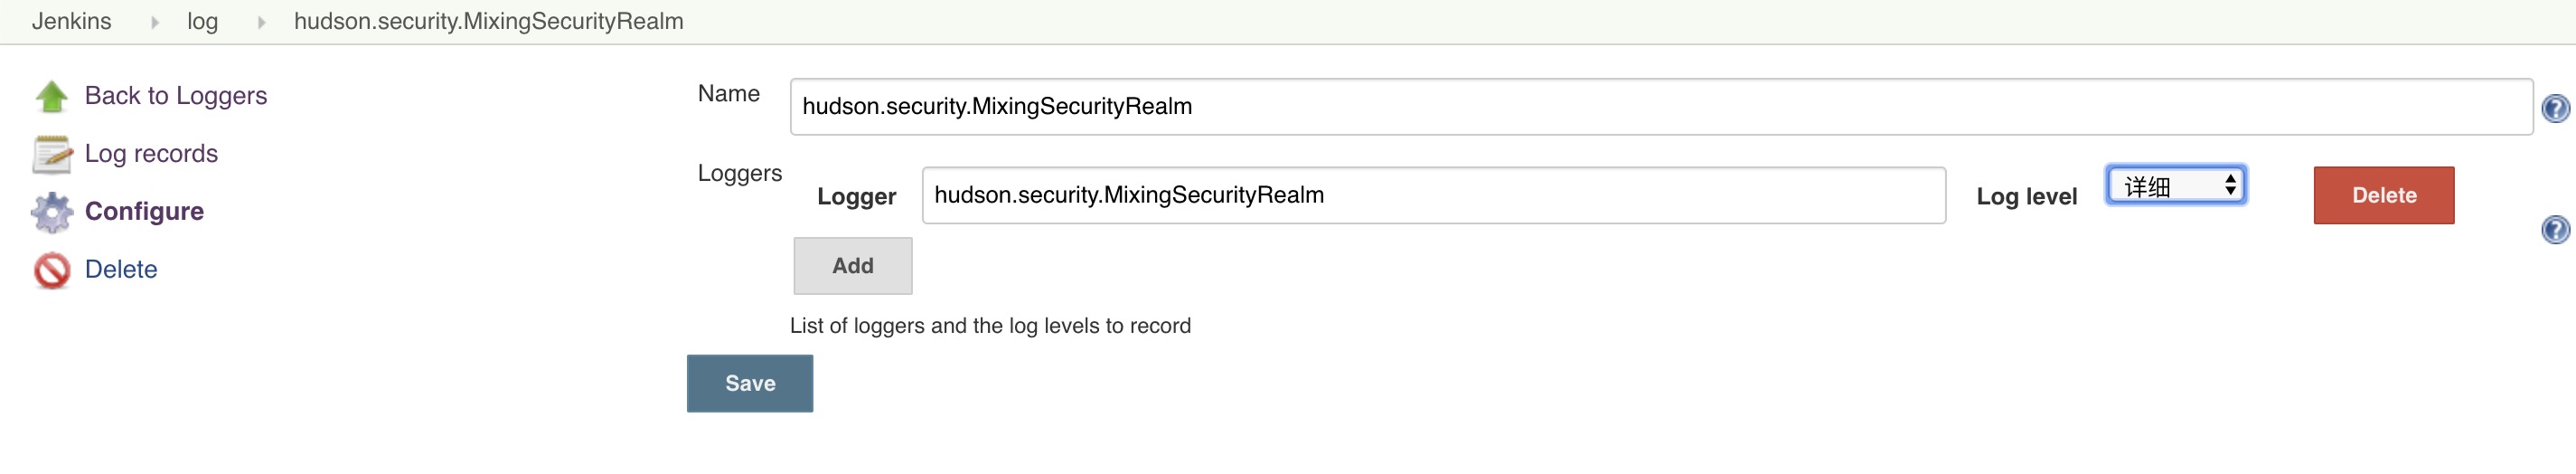 Jenkins log hudson.security.MixingSecurityRealm
Back to Loggers
Log records
Configure
Delete
Name hudson.security.MixingSecurityRealm
Loggers
Logger hudson.security.MixingSecurityRealm Log level 详细 Delete
Add
List of loggers and the log levels to record
Save